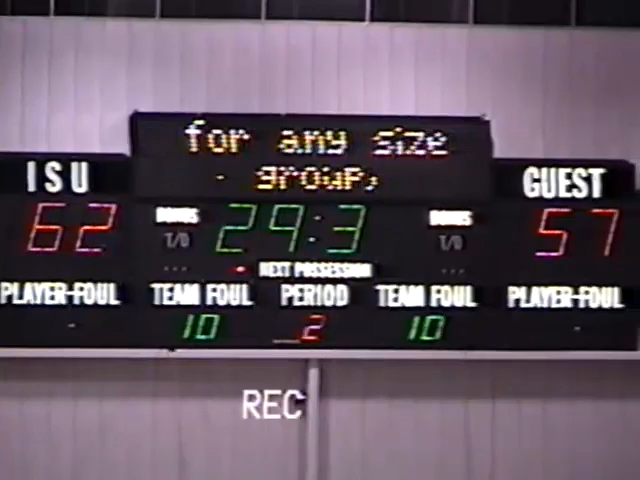 for any size
group,
ISU GUEST
62 BONUS 29:3 BONUS 57
T/O T/O
NEXT POSSESSION
PLAYER-FOUL TEAM FOUL PERIOD TEAM FOUL PLAYER-FOUL
10 2 10
REC